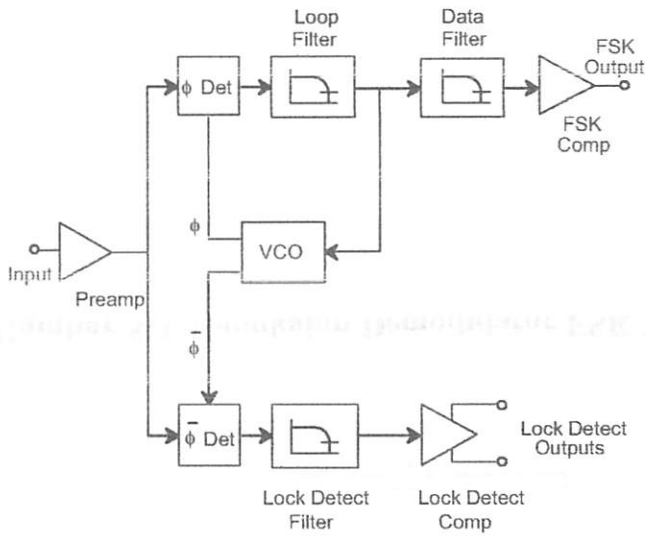 Loop
Filter
Data
Filter
FSK
Output
ϕ Det
FSK
Comp
ϕ
VCO
Input
Preamp
ϕ̄
ϕ̄ Det
Lock Detect
Outputs
Lock Detect
Filter
Lock Detect
Comp